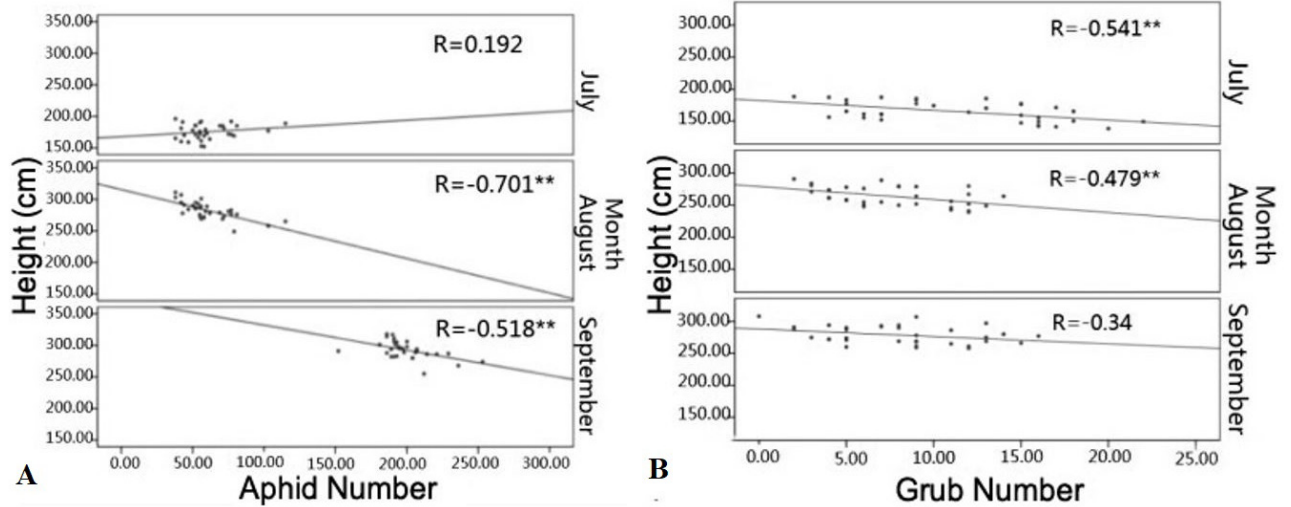 350.00
300.00
250.00
200.00
150.00
R=0.192
July
350.00
300.00
250.00
200.00
150.00
R=-0.701**
August
350.00
300.00
250.00
200.00
150.00
R=-0.518**
September
Height (cm)
Month
0.00 50.00 100.00 150.00 200.00 250.00 300.00
Aphid Number
A
300.00
250.00
200.00
150.00
R=-0.541**
July
300.00
250.00
200.00
150.00
R=-0.479**
August
300.00
250.00
200.00
150.00
R=-0.34
September
Height (cm)
Month
0.00 5.00 10.00 15.00 20.00 25.00
Grub Number
B